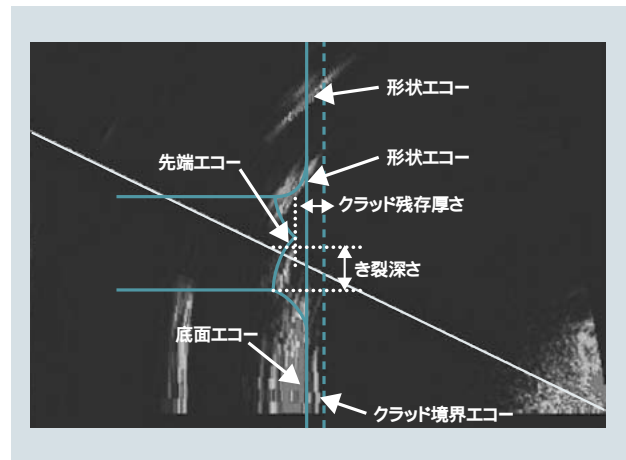 形状エコー
形状エコー
先端エコー
クラッド残存厚さ
き裂深さ
底面エコー
クラッド境界エコー